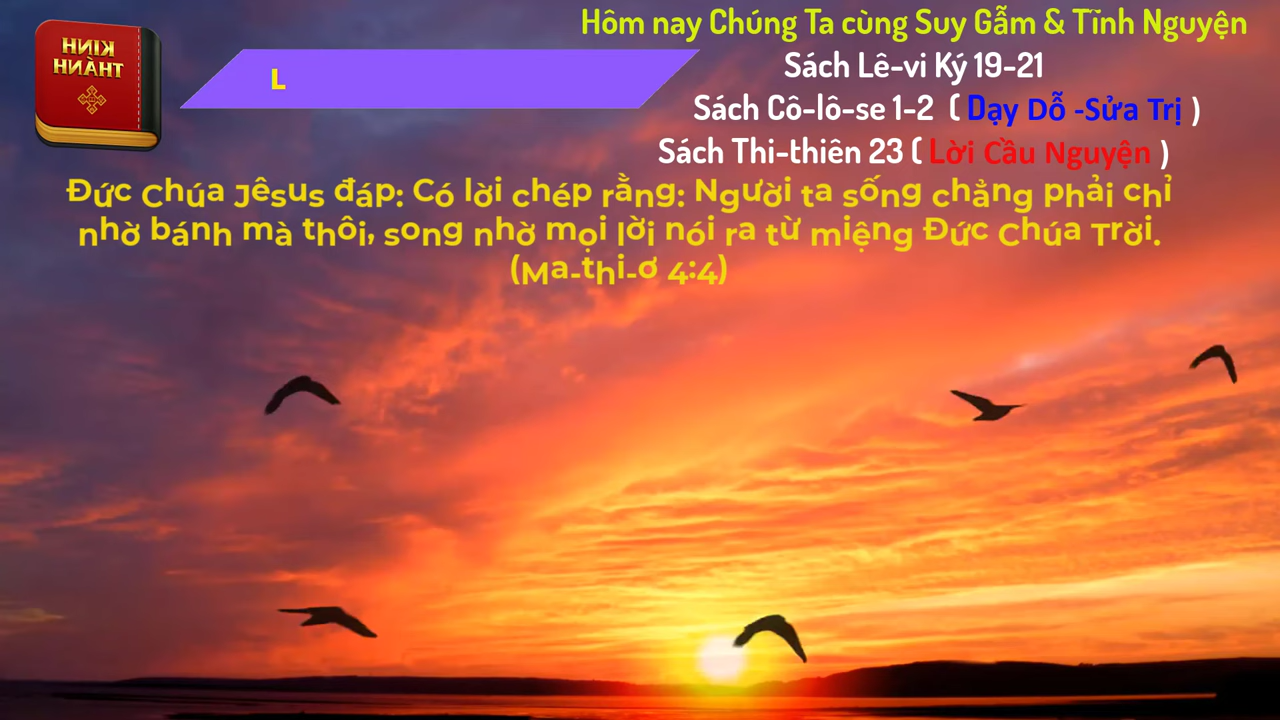 Hôm nay Chúng Ta cùng Suy Gẫm & Tĩnh Nguyện
KINH
THÁNH
L
Sách Lê-vi Ký 19-21
Sách Cô-lô-se 1-2 ( Dạy Dỗ -Sửa Trị )
Sách Thi-thiên 23 ( Lời Cầu Nguyện )
Đức Chúa Jêsus đáp: Có lời chép rằng: Người ta sống chẳng phải chỉ
nhờ bánh mà thôi, song nhờ mọi lời nói ra từ miệng Đức Chúa Trời.
(Ma-thi-ơ 4:4)